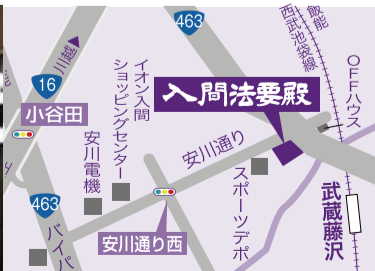 463
飯能
西武池袋線
OFFハウス
川越
16
小谷田
イオン入間
ショッピングセンター
入間法要殿
安川通り
安川電機
スポーツデポ
武蔵藤沢
463
バイパ
安川通り西